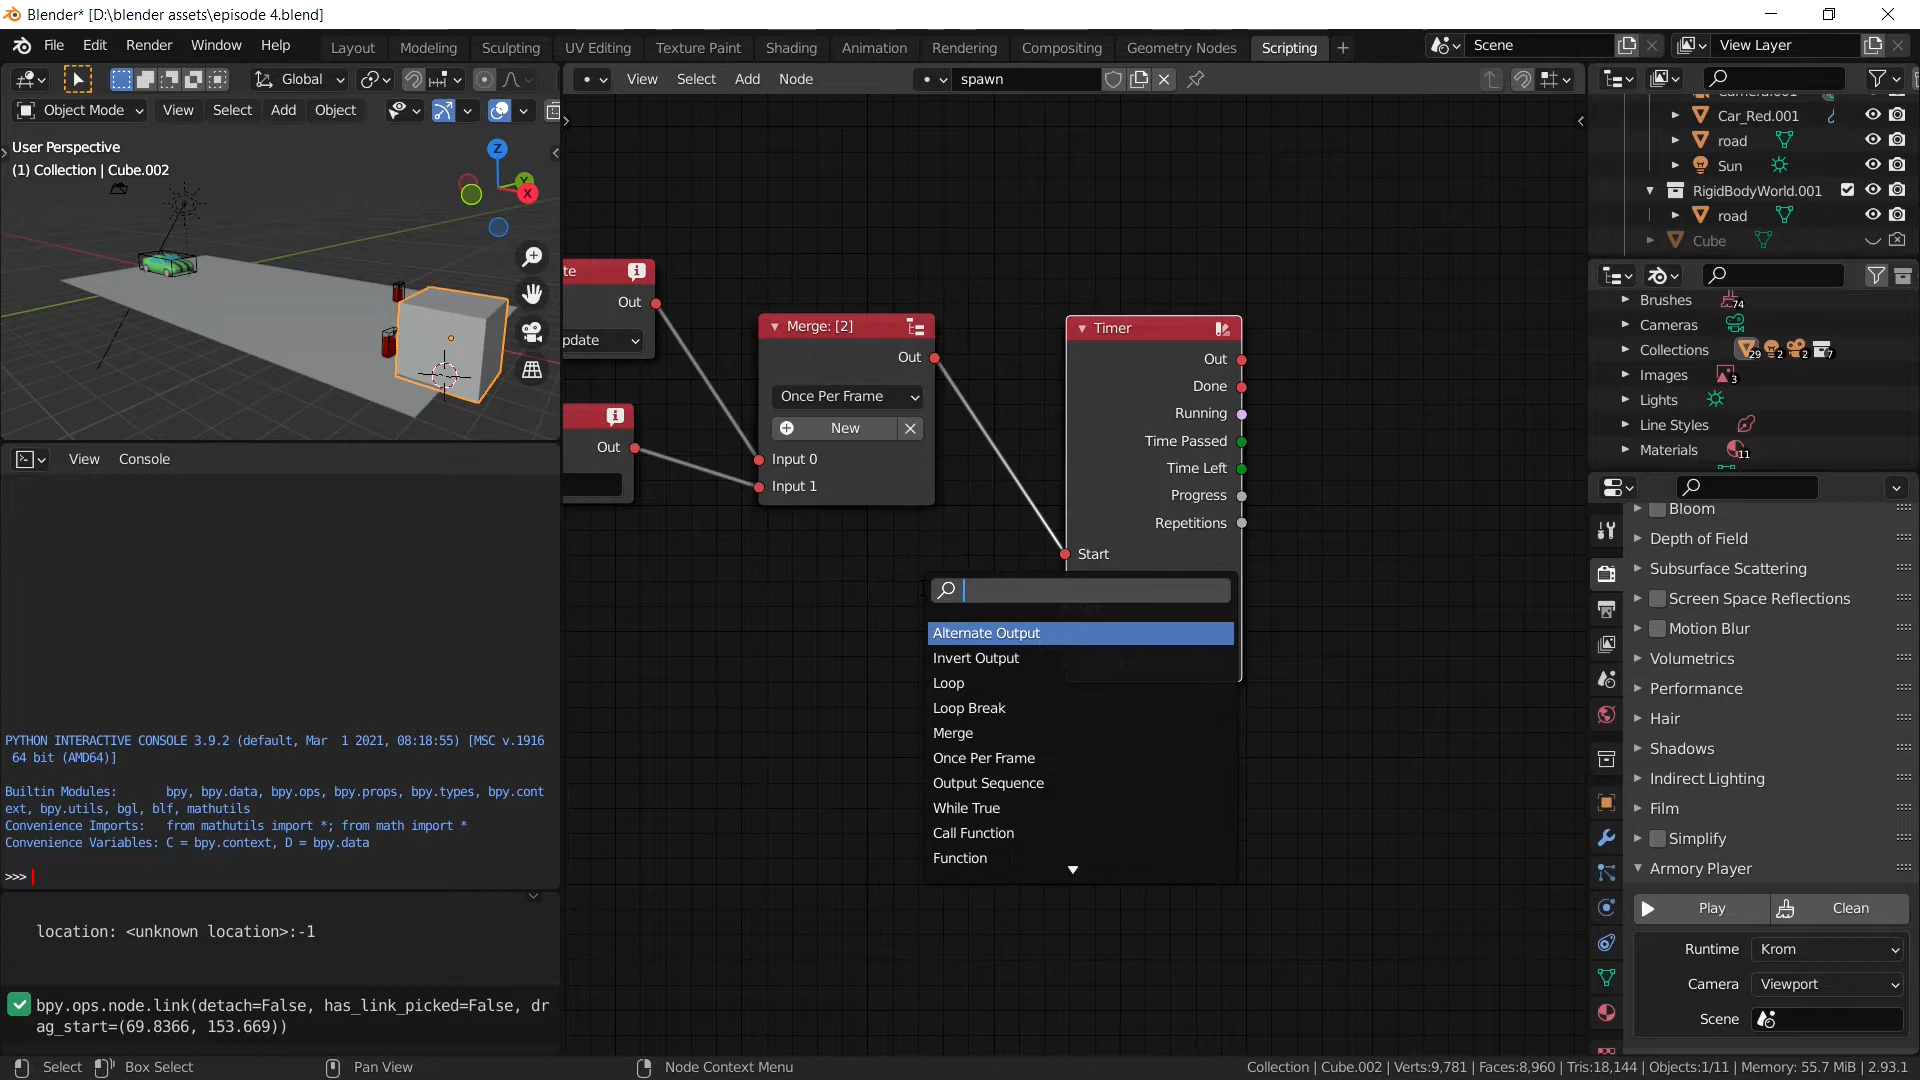 Blender* [D:\blender assets\episode 4.blend]
File Edit Render Window Help
Layout Modeling Sculpting UV Editing Texture Paint Shading Animation Rendering Compositing Geometry Nodes Scripting
Scene
View Layer
Global
View Select Add Node
spawn
Object Mode
View Select Add Object
User Perspective
(1) Collection | Cube.002
Z
X
te
Out
pdate
Out
Merge: [2]
Out
Once Per Frame
New
Input 0
Input 1
Timer
Out
Done
Running
Time Passed
Time Left
Progress
Repetitions
Start
Alternate Output
Invert Output
Loop
Loop Break
Merge
Once Per Frame
Output Sequence
While True
Call Function
Function
View Console
PYTHON INTERACTIVE CONSOLE 3.9.2 (default, Mar  1 2021, 08:18:55) [MSC v.1916
64 bit (AMD64)]
Builtin Modules:       bpy, bpy.data, bpy.ops, bpy.props, bpy.types, bpy.cont
ext, bpy.utils, bgl, blf, mathutils
Convenience Imports:   from mathutils import *; from math import *
Convenience Variables: C = bpy.context, D = bpy.data
>>>
location: <unknown location>:-1
bpy.ops.node.link(detach=False, has_link_picked=False, dr
ag_start=(69.8366, 153.669))
Car_Red.001
road
Sun
RigidBodyWorld.001
road
Cube
Brushes 74
Cameras
Collections 29 2 2 7
Images 3
Lights
Line Styles
Materials 11
Bloom
Depth of Field
Subsurface Scattering
Screen Space Reflections
Motion Blur
Volumetrics
Performance
Hair
Shadows
Indirect Lighting
Film
Simplify
Armory Player
Play Clean
Runtime Krom
Camera Viewport
Scene
Select Box Select Pan View Node Context Menu
Collection | Cube.002 | Verts:9,781 | Faces:8,960 | Tris:18,144 | Objects:1/11 | Memory: 55.7 MiB | 2.93.1